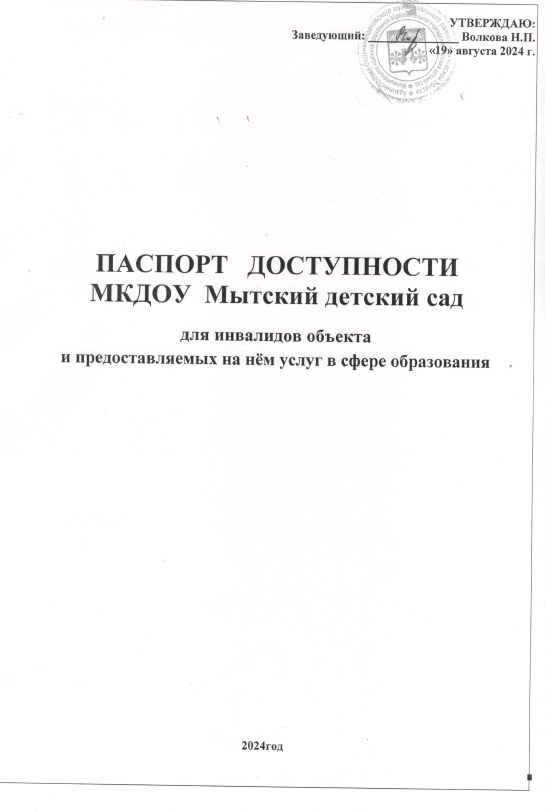 УТВЕРЖДАЮ:
Заведующий: Волкова Н.П.
«19» августа 2024 г.
ПАСПОРТ ДОСТУПНОСТИ
МКДОУ Мытский детский сад
для инвалидов объекта
и предоставляемых на нём услуг в сфере образования
2024год